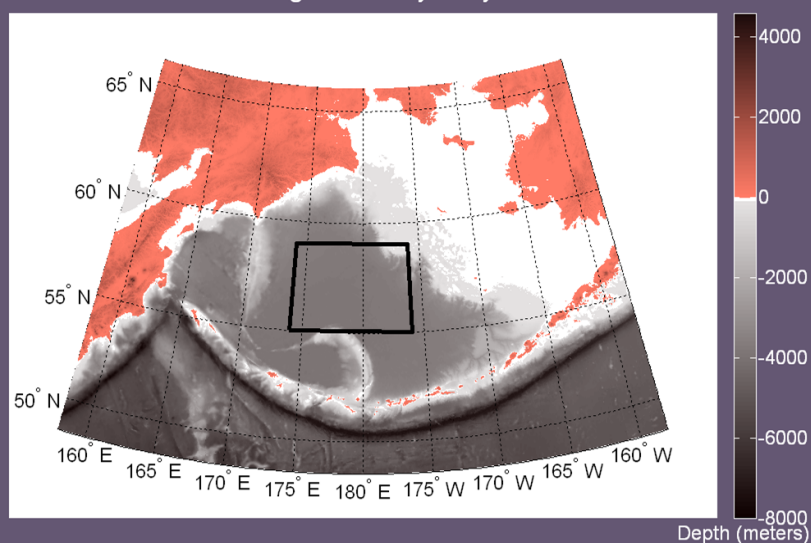 65° N
60° N
55° N
50° N
160° E
165° E
170° E
175° E
180° E
175° W
170° W
165° W
160° W
4000
2000
0
-2000
-4000
-6000
-8000
Depth (meters)